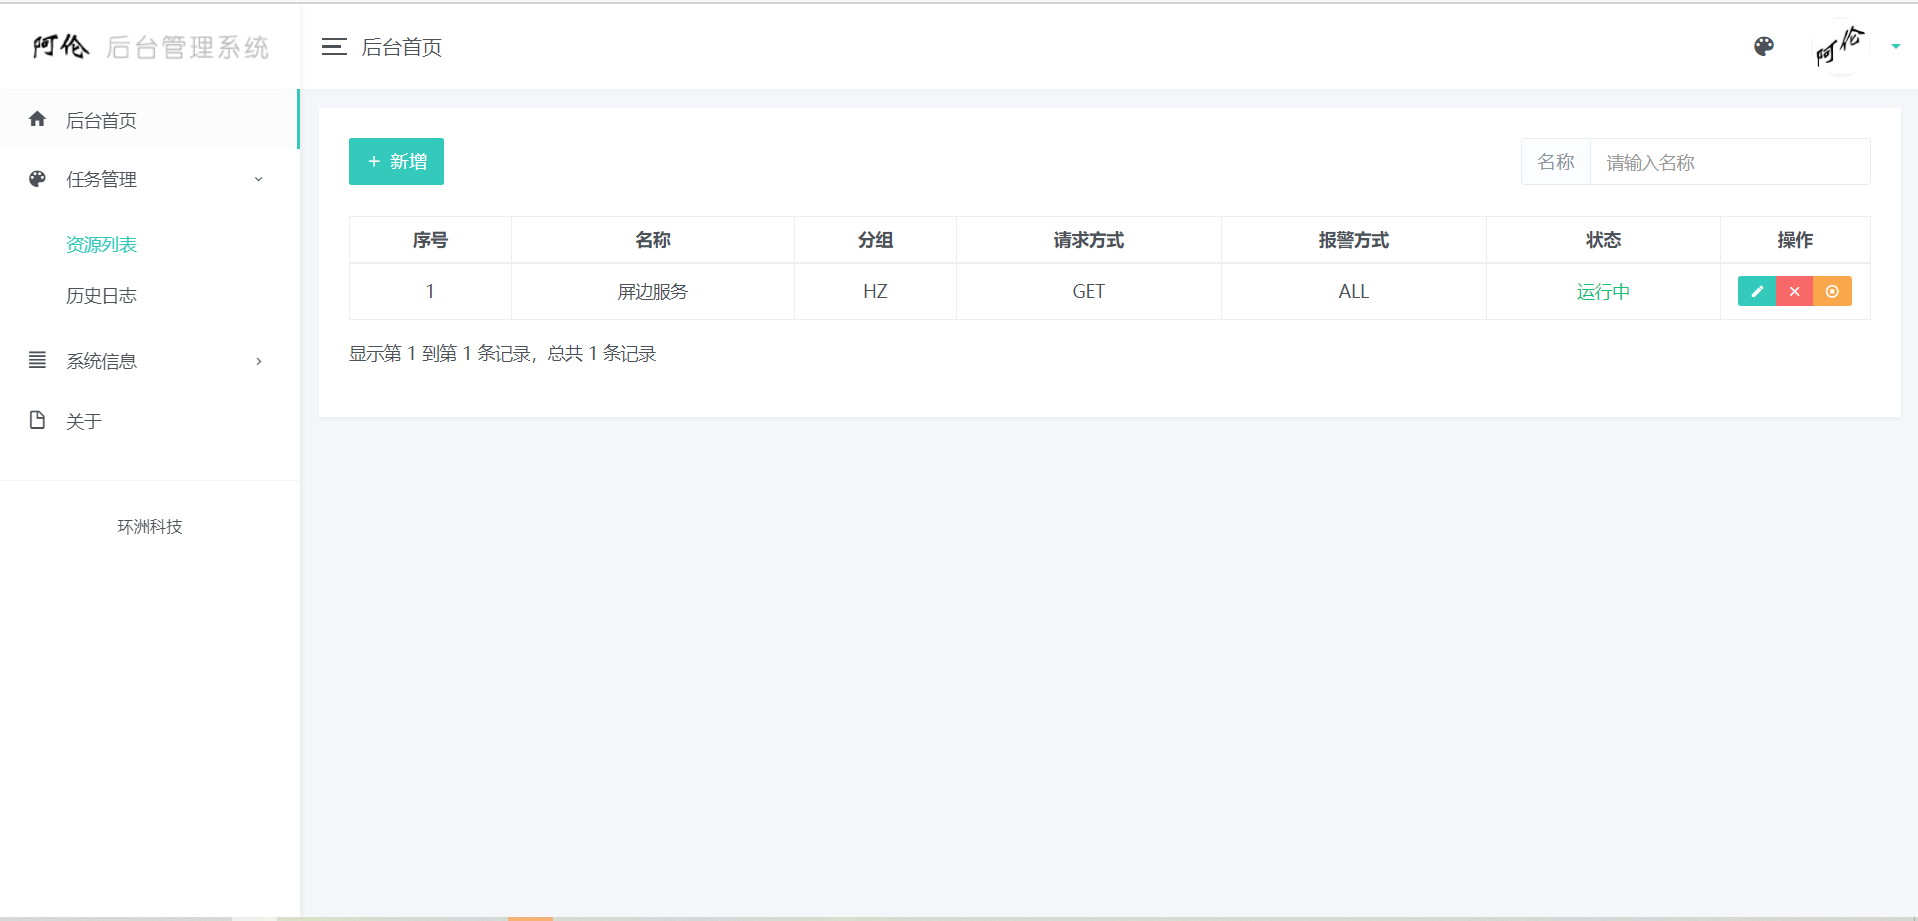 阿伦 后台管理系统
后台首页
阿伦
后台首页
任务管理
资源列表
历史日志
系统信息
关于
环洲科技
+ 新增
名称 请输入名称
序号 名称 分组 请求方式 报警方式 状态 操作
1 屏边服务 HZ GET ALL 运行中
显示第 1 到第 1 条记录，总共 1 条记录